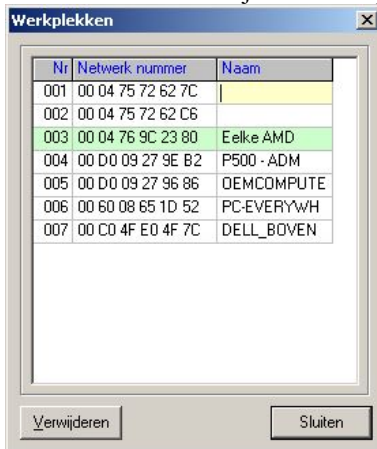 Werkplekken
Nr Netwerk nummer Naam
001 00 04 75 72 62 7C
002 00 04 75 72 62 C6
003 00 04 76 9C 23 80 Eelke AMD
004 00 D0 09 27 9E B2 P500 - ADM
005 00 D0 09 27 96 86 OEMCOMPUTE
006 00 60 08 65 1D 52 PC-EVERYWH
007 00 C0 4F E0 4F 7C DELL_BOVEN
Verwijderen Sluiten